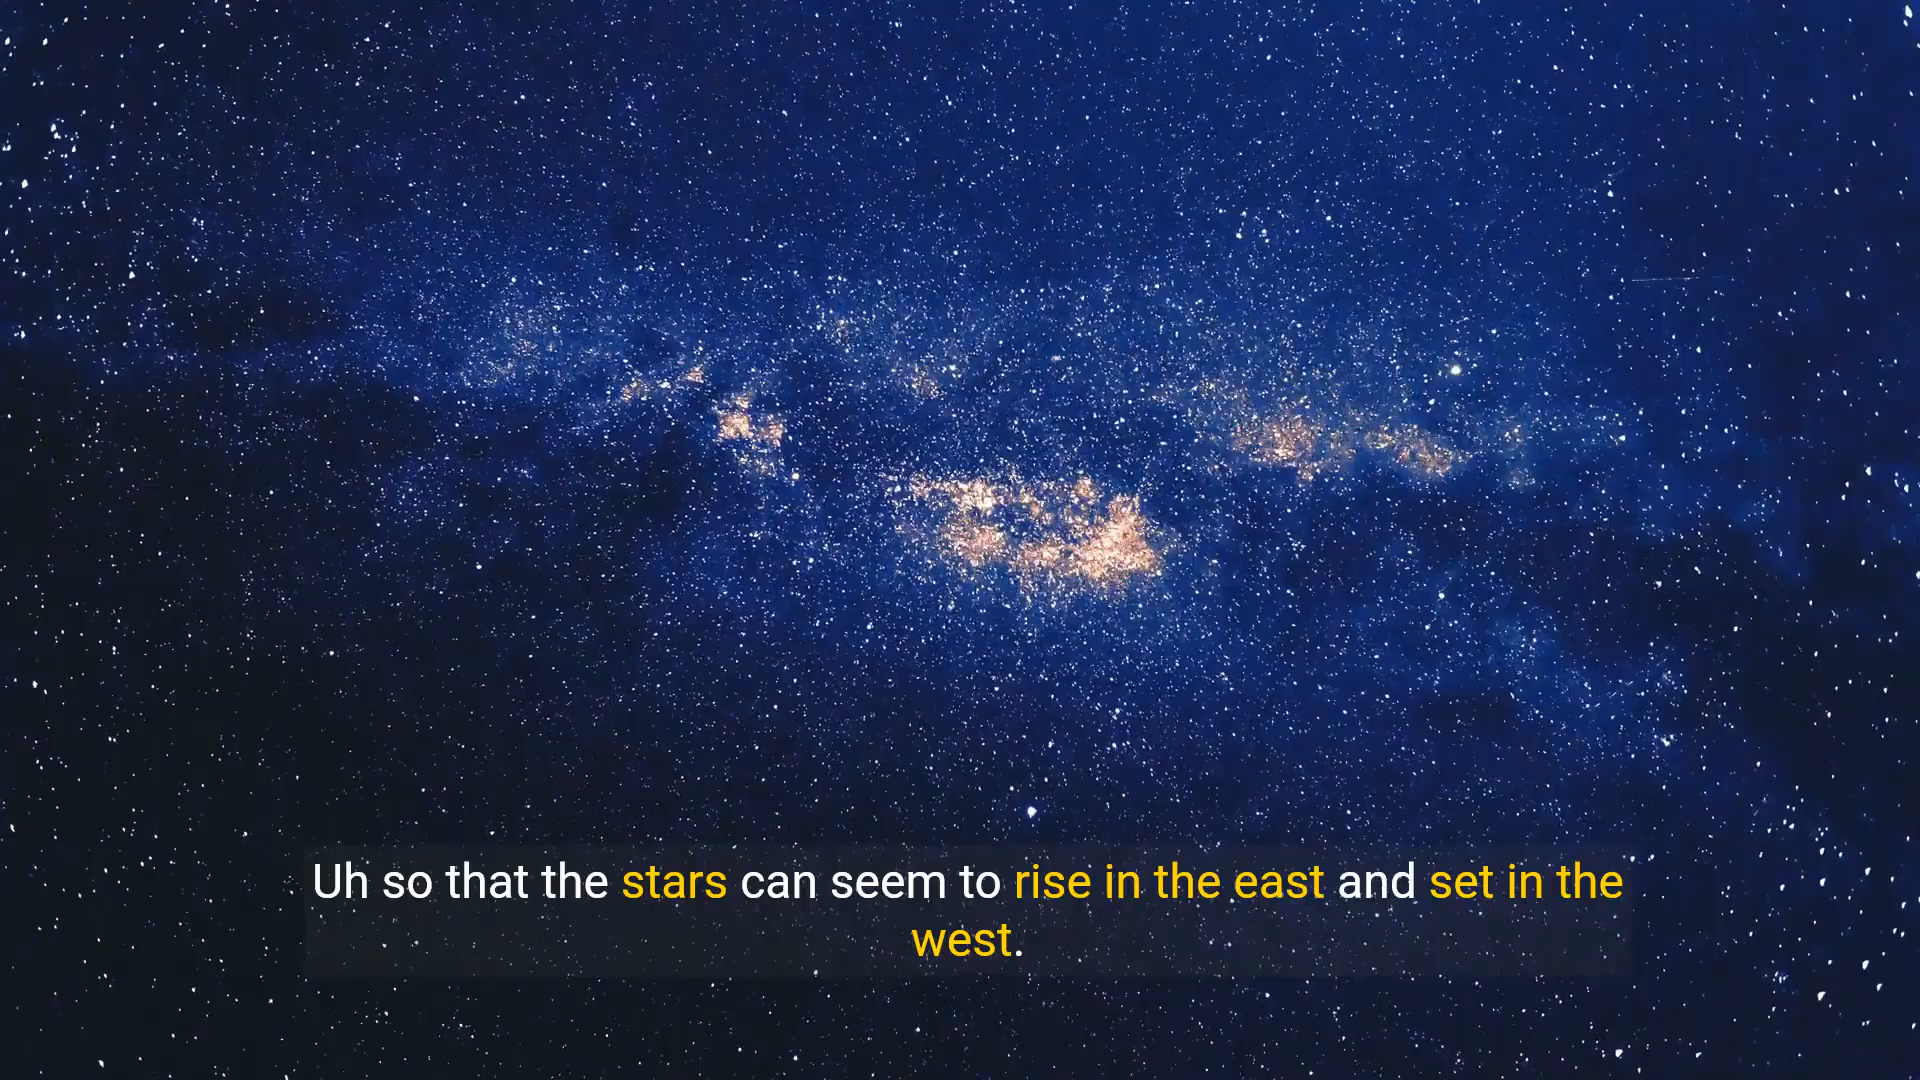 Uh so that the stars can seem to rise in the east and set in the
west.